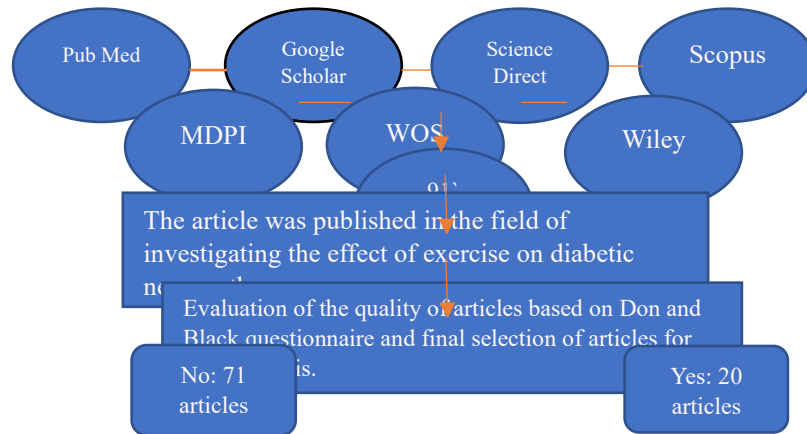 Pub Med
Google
Scholar
Science
Direct
Scopus
MDPI
WOS
Wiley
The article was published in the field of
investigating the effect of exercise on diabetic
Evaluation of the quality of articles based on Don and
Black questionnaire and final selection of articles for
No: 71
articles
Yes: 20
articles